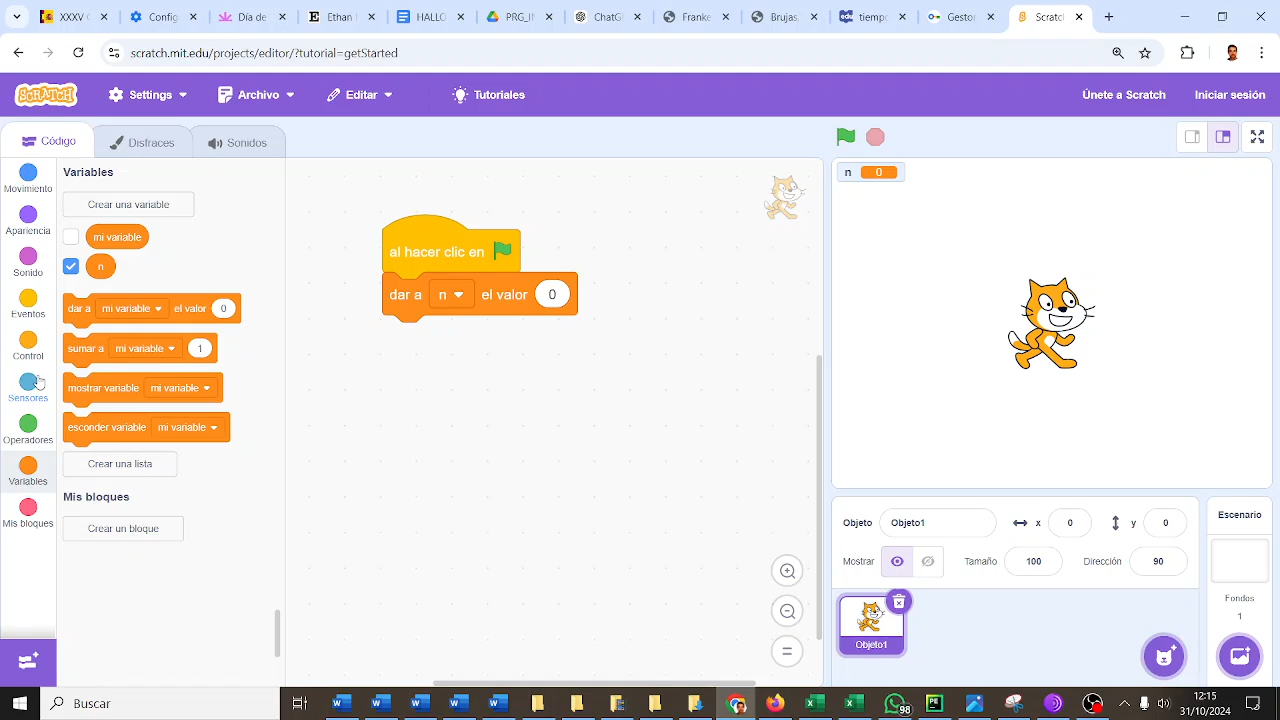 Config
Día de
Ethan f
HALLO
PRG_IN
ChatG
Franke
Brujas
tiempo
Gestor
Scratcl
scratch.mit.edu/projects/editor/?tutorial=getStarted
SCRATCH
Settings
Archivo
Editar
Tutoriales
Únete a Scratch
Iniciar sesión
Código
Disfraces
Sonidos
Movimiento
Apariencia
Sonido
Eventos
Control
Sensores
Operadores
Variables
Mis bloques
Variables
Crear una variable
mi variable
n
dar a mi variable el valor 0
sumar a mi variable 1
mostrar variable mi variable
esconder variable mi variable
Crear una lista
Mis bloques
Crear un bloque
al hacer clic en
dar a n el valor 0
n 0
Objeto Objeto1 x 0 y 0
Mostrar Tamaño 100 Dirección 90
Objeto1
Escenario
Fondos
1
Buscar
98
12:15
31/10/2024